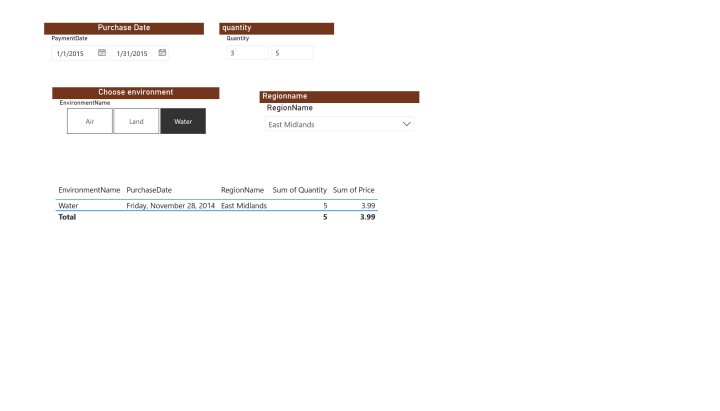 Purchase Date
PaymentDate
1/1/2015 1/31/2015
quantity
Quantity
3 5
Choose environment
EnvironmentName
Air Land Water
Regionname
RegionName
East Midlands
EnvironmentName PurchaseDate RegionName Sum of Quantity Sum of Price
Water Friday, November 28, 2014 East Midlands 5 3.99
Total 5 3.99